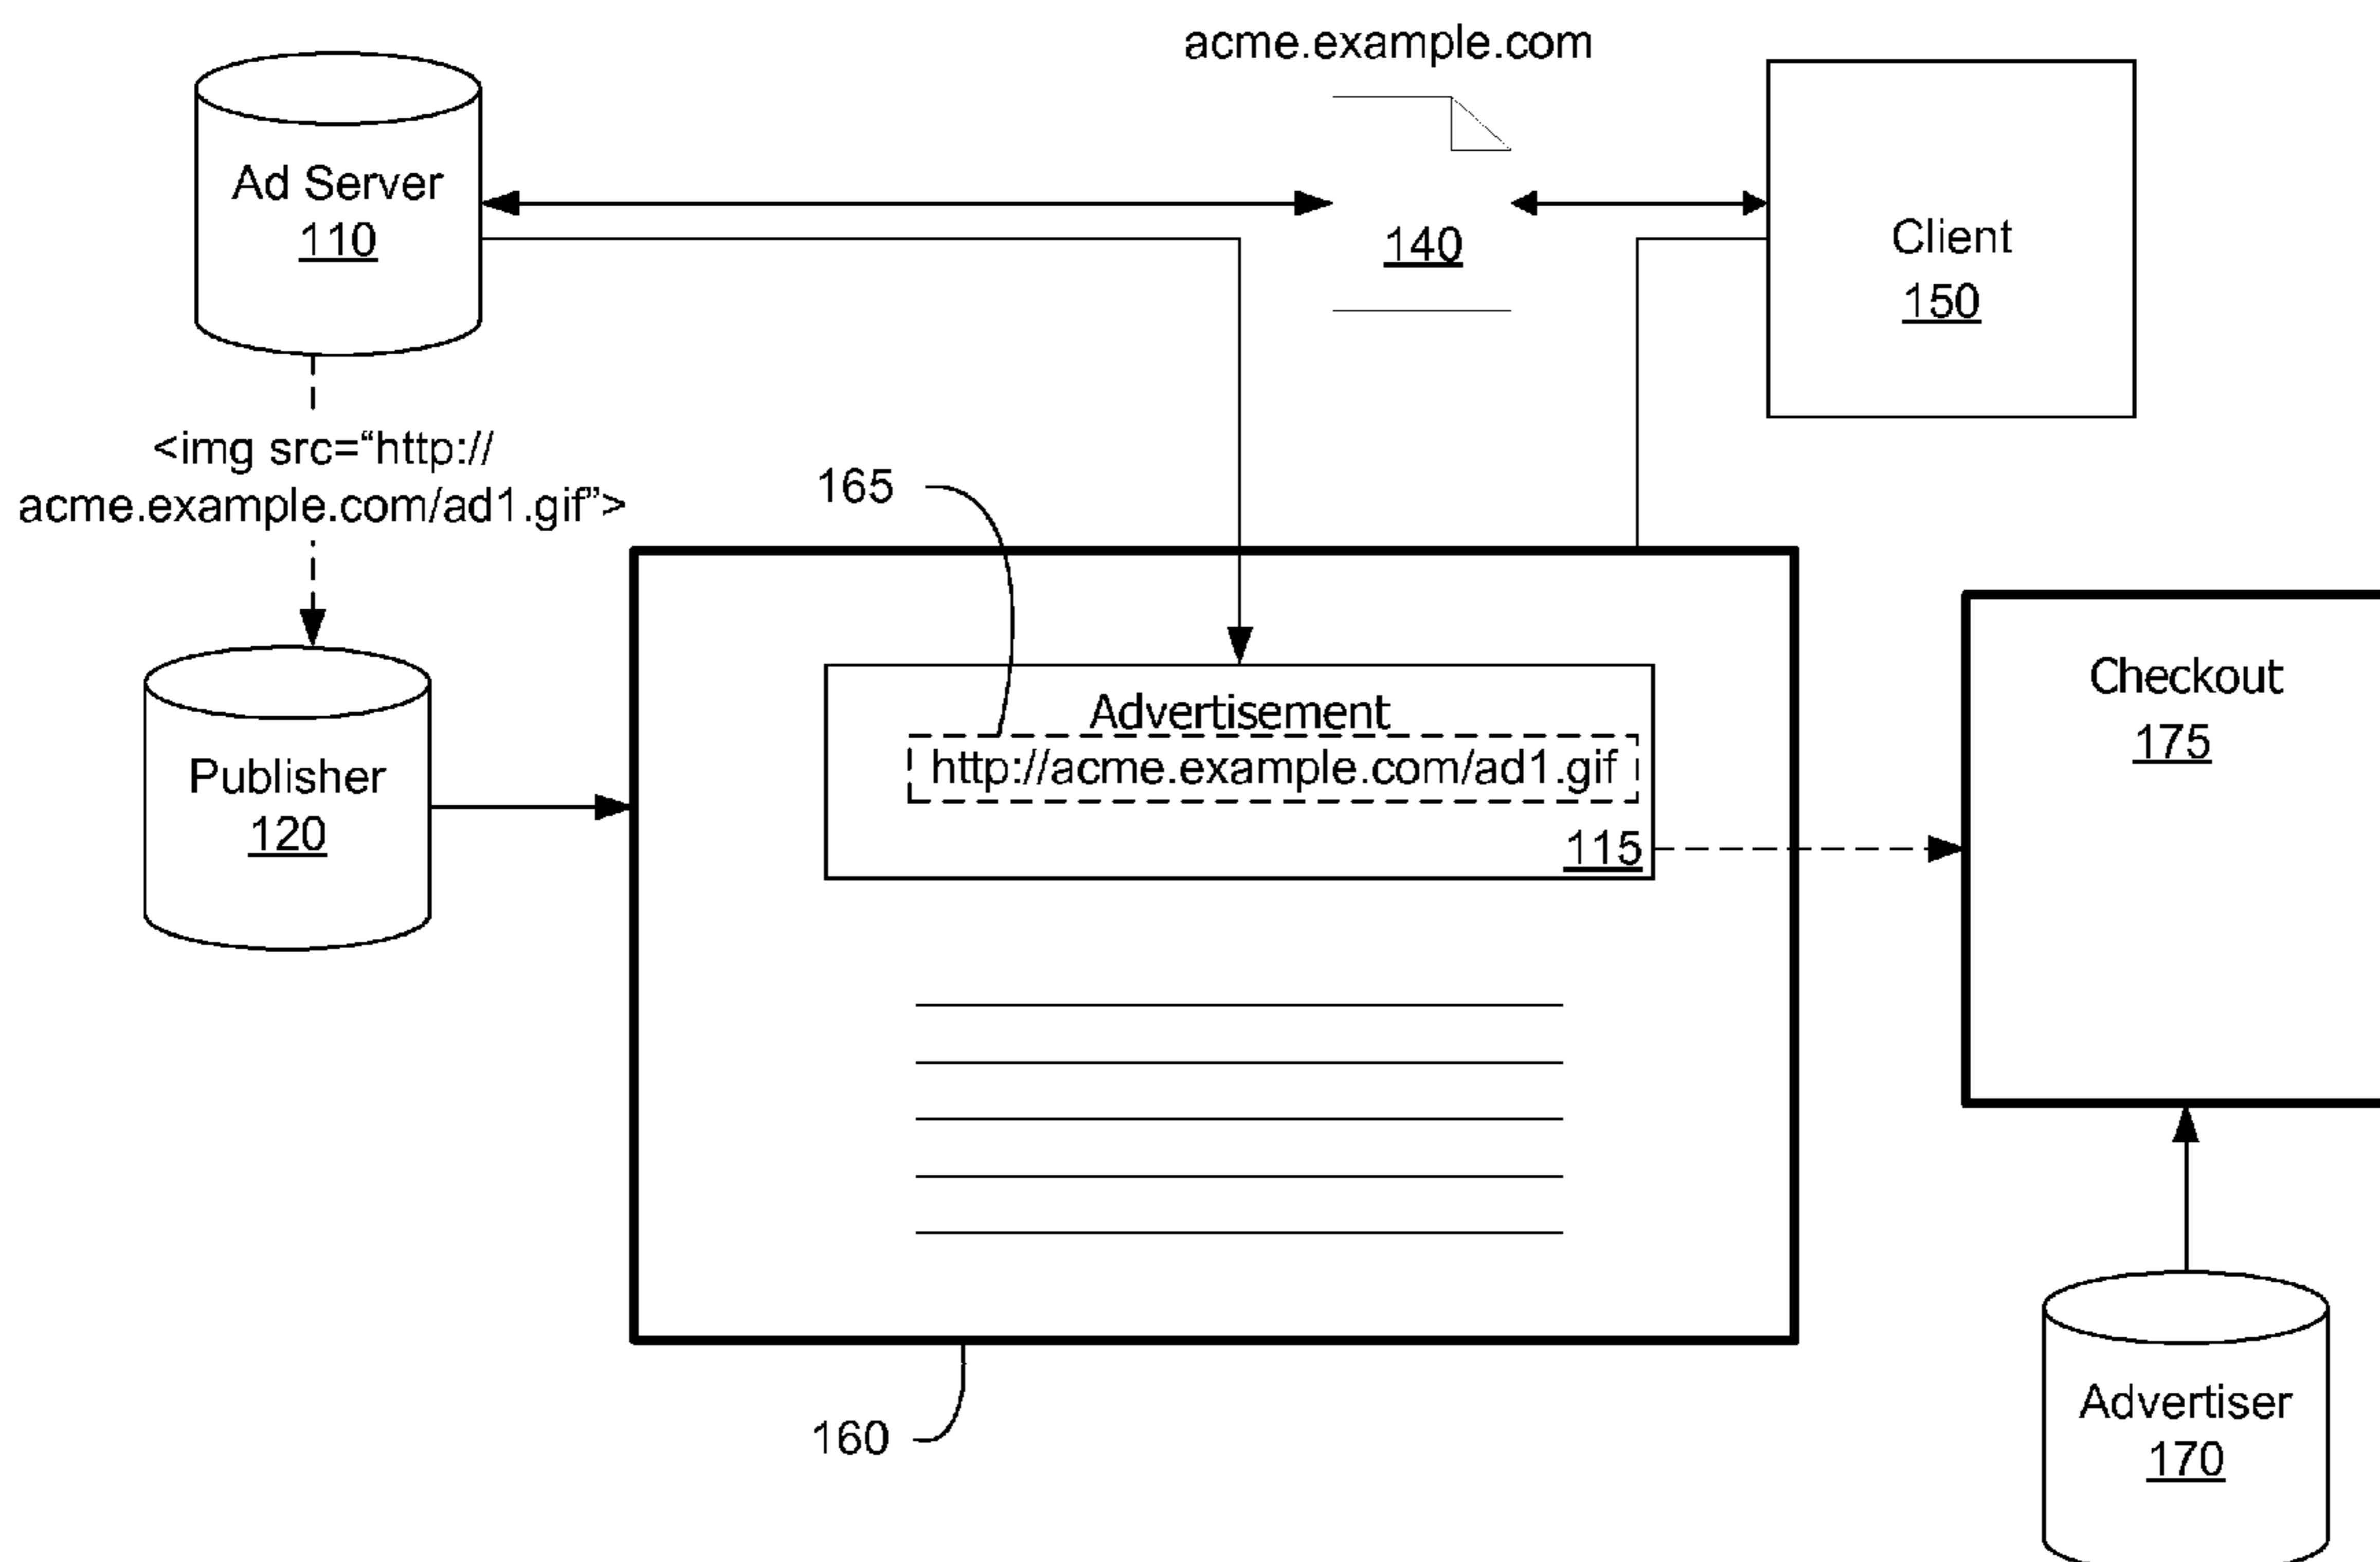 acme.example.com
Ad Server
110
140
Client
150
<img src=“http://
acme.example.com/ad1.gif”>
165
Publisher
120
Advertisement
http://acme.example.com/ad1.gif
115
Checkout
175
160
Advertiser
170